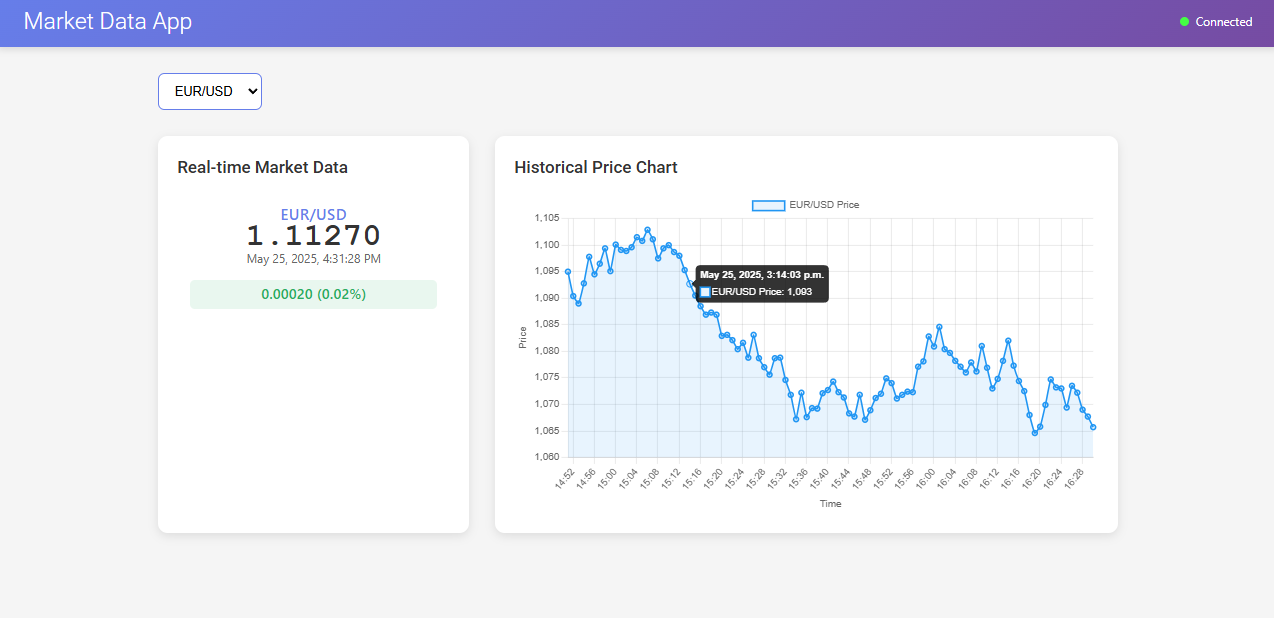 Market Data App
Connected
EUR/USD
Real-time Market Data
EUR/USD
1.11270
May 25, 2025, 4:31:28 PM
0.00020 (0.02%)
Historical Price Chart
EUR/USD Price
1,105
1,100
1,095
1,090
1,085
1,080
1,075
1,070
1,065
1,060
Price
May 25, 2025, 3:14:03 p.m.
EUR/USD Price: 1,093
14:52 14:56 15:00 15:04 15:08 15:12 15:16 15:20 15:24 15:28 15:32 15:36 15:40 15:44 15:48 15:52 15:56 16:00 16:04 16:08 16:12 16:16 16:20 16:24 16:28
Time